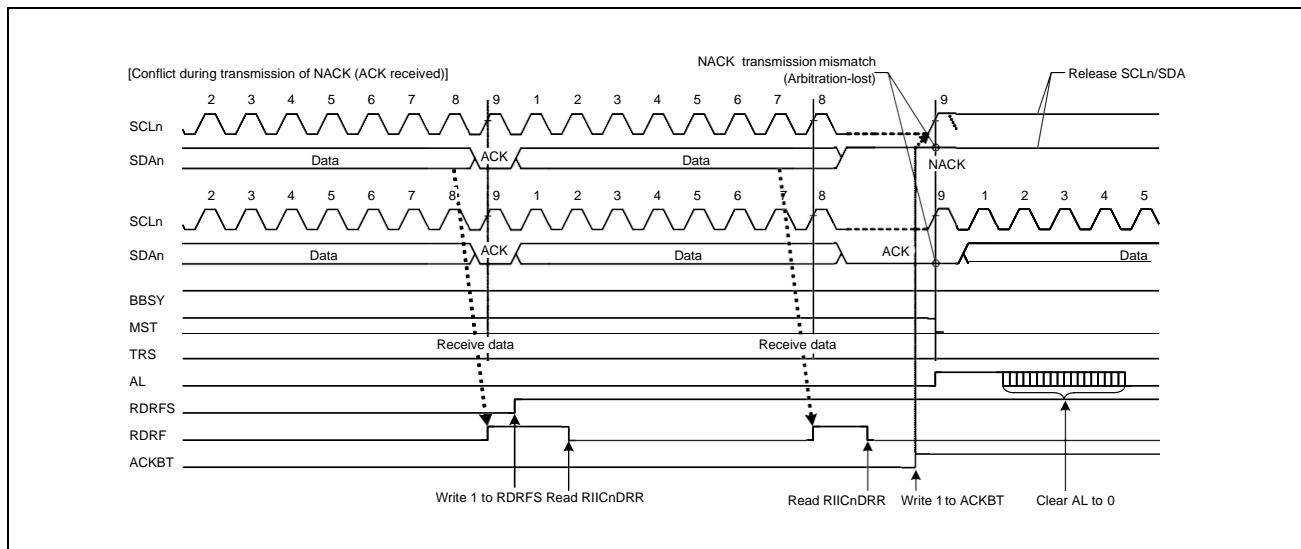 [Conflict during transmission of NACK (ACK received)]
NACK transmission mismatch
(Arbitration-lost)
Release SCLn/SDA
2 3 4 5 6 7 8 9 1 2 3 4 5 6 7 8 9
SCLn
SDAn Data ACK Data NACK
2 3 4 5 6 7 8 9 1 2 3 4 5 6 7 8 9 1 2 3 4 5
SCLn
SDAn Data ACK Data ACK Data
BBSY
MST
Receive data Receive data
TRS
AL
RDRFS
RDRF
ACKBT
Write 1 to RDRFS Read RIICnDRR Read RIICnDRR Write 1 to ACKBT Clear AL to 0